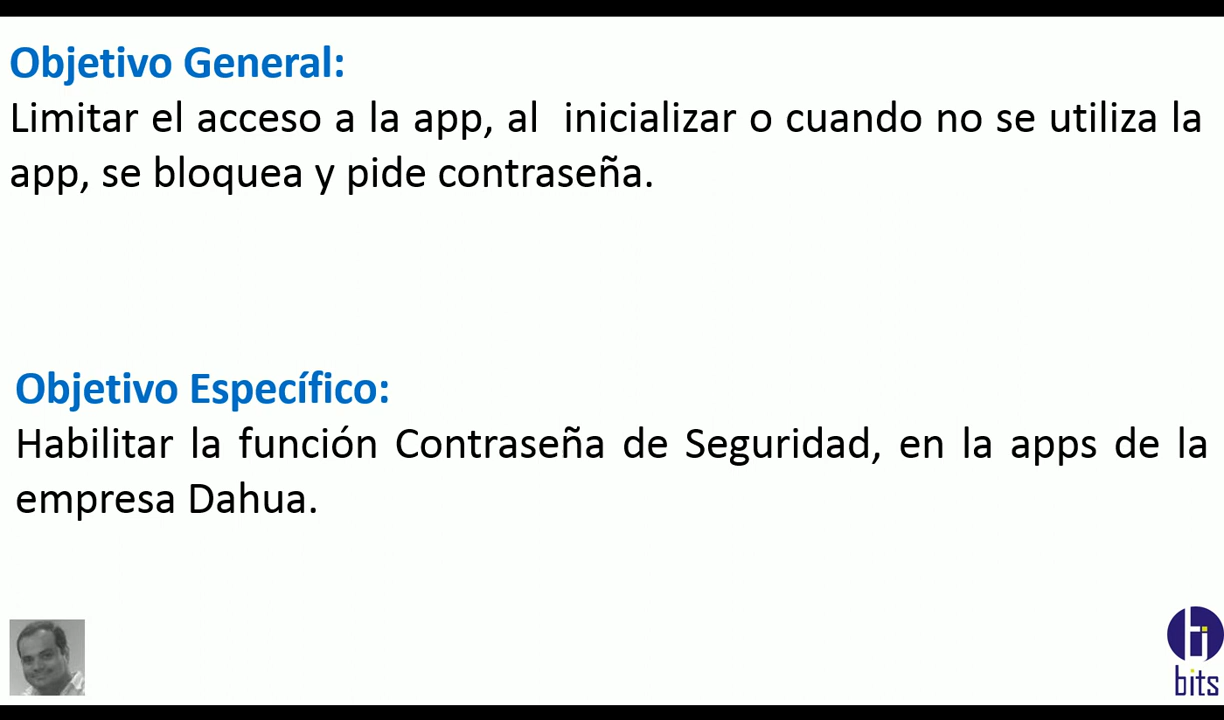 Objetivo General:
Limitar el acceso a la app, al inicializar o cuando no se utiliza la
app, se bloquea y pide contraseña.
Objetivo Específico:
Habilitar la función Contraseña de Seguridad, en la apps de la
empresa Dahua.
bits